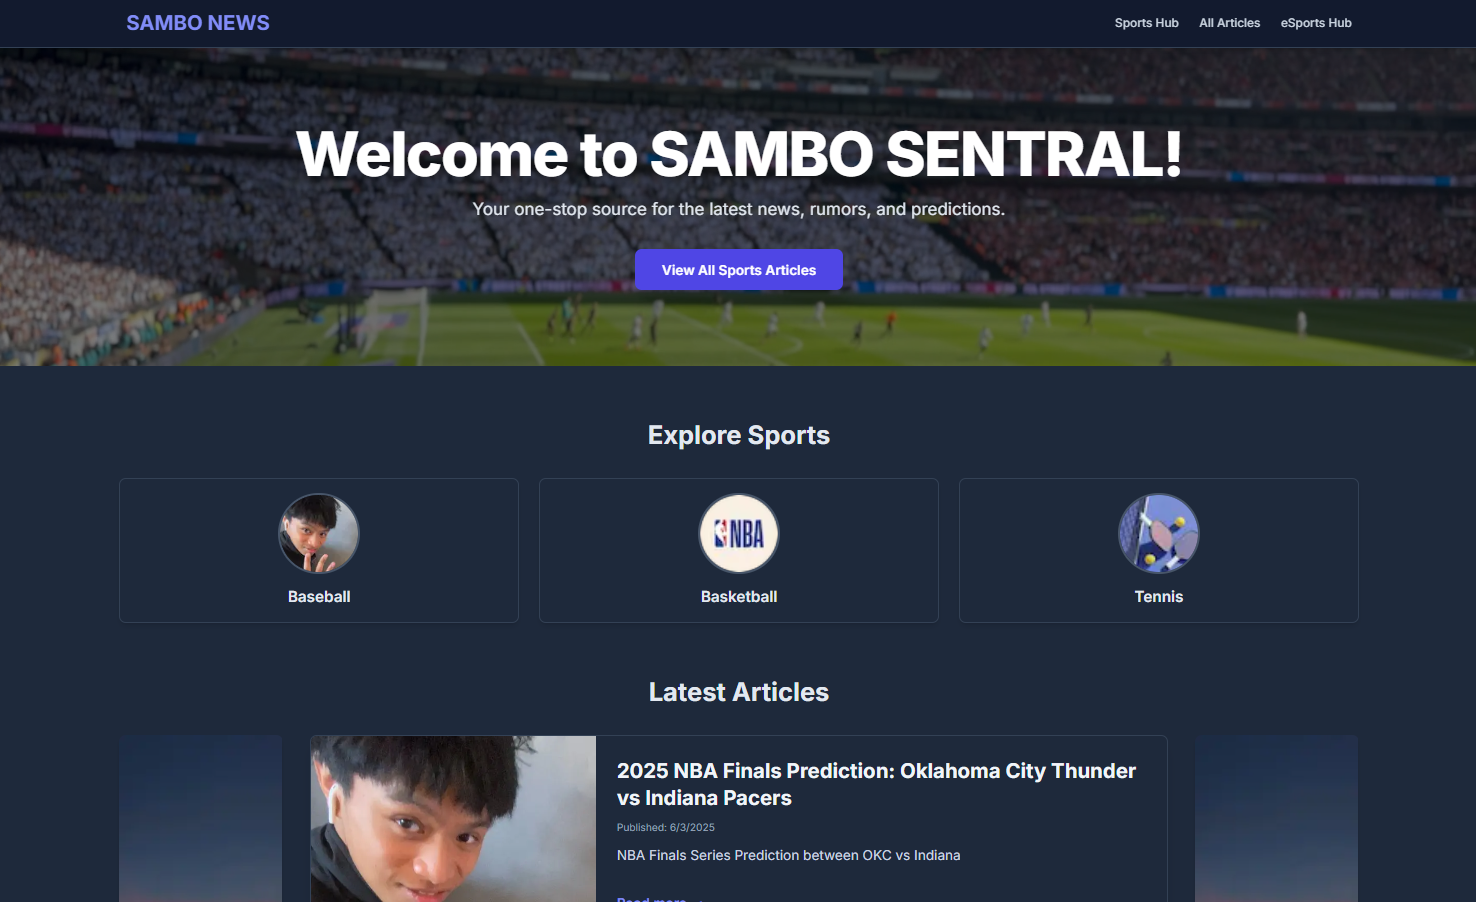 SAMBO NEWS
Sports Hub
All Articles
eSports Hub
Welcome to SAMBO SENTRAL!
Your one-stop source for the latest news, rumors, and predictions.
View All Sports Articles
Explore Sports
NBA
Baseball
Basketball
Tennis
Latest Articles
2025 NBA Finals Prediction: Oklahoma City Thunder
vs Indiana Pacers
Published: 6/3/2025
NBA Finals Series Prediction between OKC vs Indiana
Read more